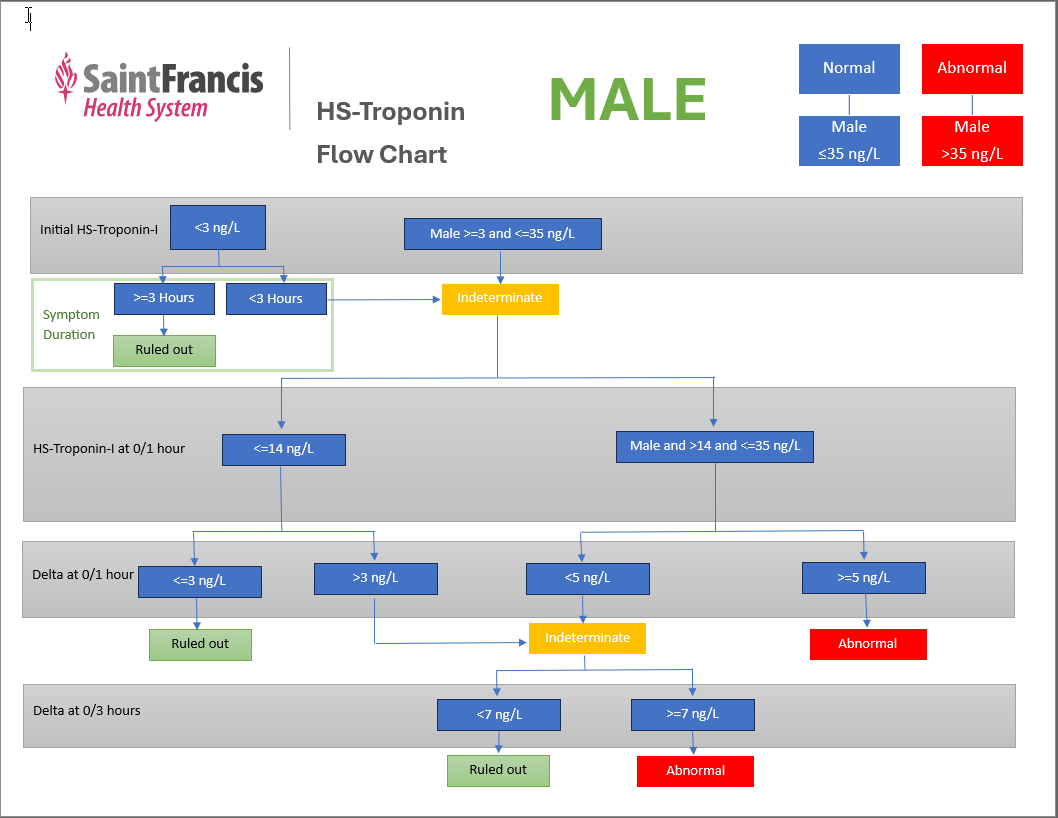 SaintFrancis
Health System
HS-Troponin
Flow Chart
MALE
Normal
Abnormal
Male
≤35 ng/L
Male
>35 ng/L
Initial HS-Troponin-I
<3 ng/L
Male >=3 and <=35 ng/L
Symptom
Duration
>=3 Hours
<3 Hours
Indeterminate
Ruled out
HS-Troponin-I at 0/1 hour
<=14 ng/L
Male and >14 and <=35 ng/L
Delta at 0/1 hour
<=3 ng/L
>3 ng/L
<5 ng/L
>=5 ng/L
Ruled out
Indeterminate
Abnormal
Delta at 0/3 hours
<7 ng/L
>=7 ng/L
Ruled out
Abnormal